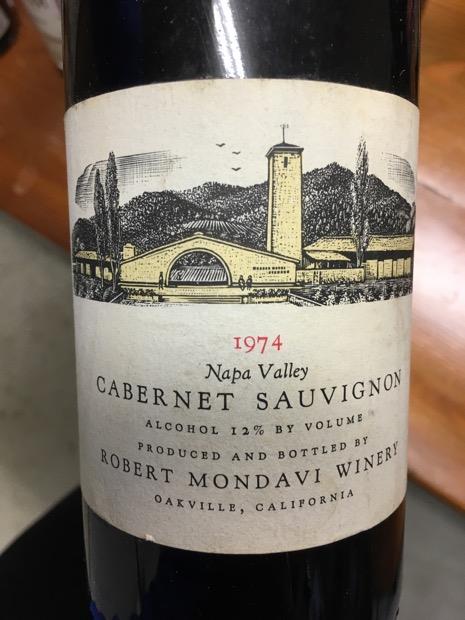 1974
Napa Valley
CABERNET SAUVIGNON
ALCOHOL 12% BY VOLUME
PRODUCED AND BOTTLED BY
ROBERT MONDAVI WINERY
OAKVILLE, CALIFORNIA